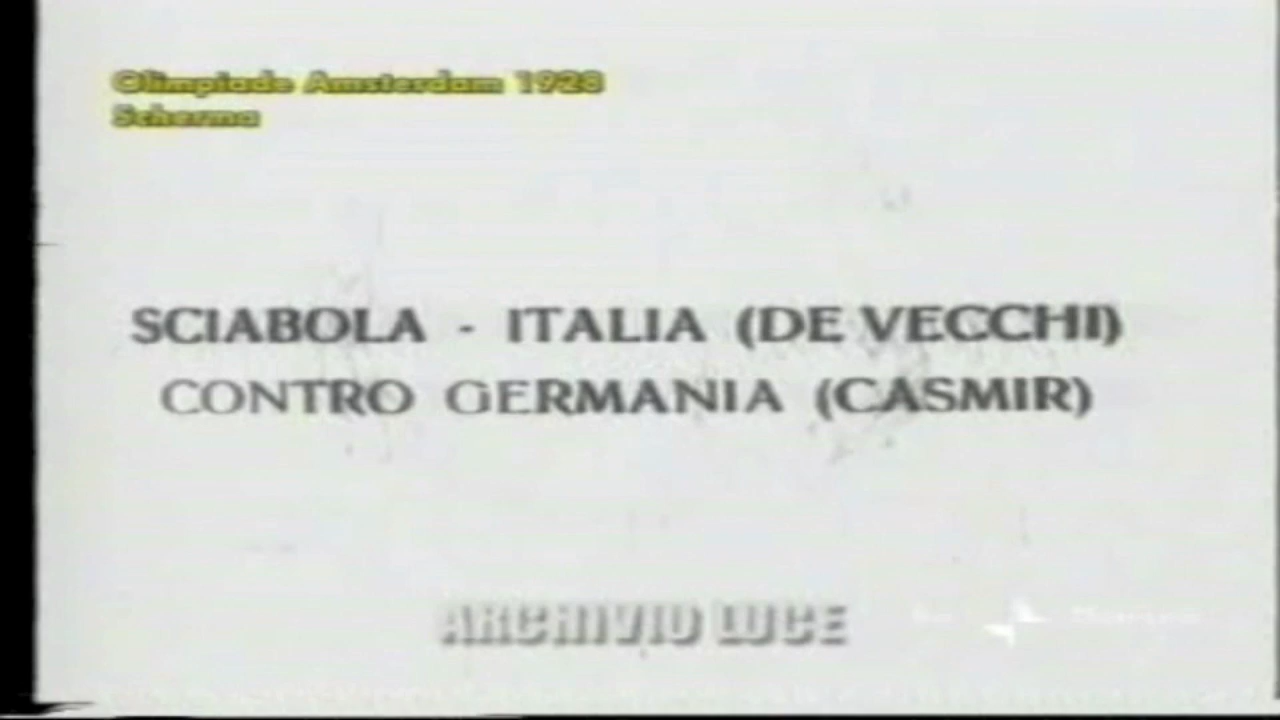 Olimpiade Amsterdam 1928
Scherma
SCIABOLA - ITALIA (DE VECCHI)
CONTRO GERMANIA (CASMIR)
ARCHIVIO LUCE